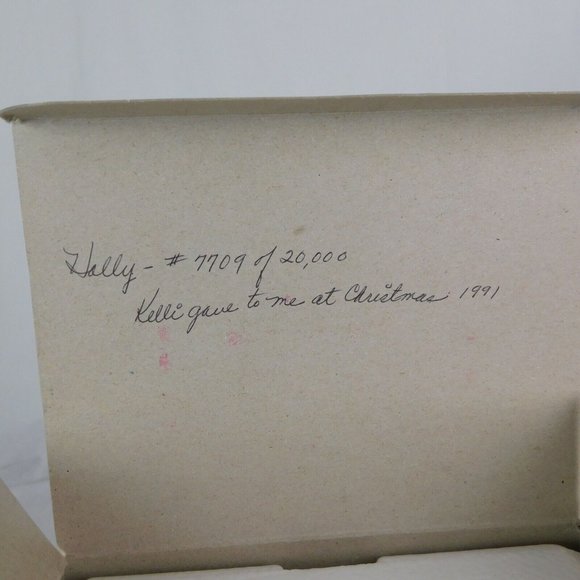 Holly - # 7709 of 20,000
Kelli gave to me at Christmas 1991